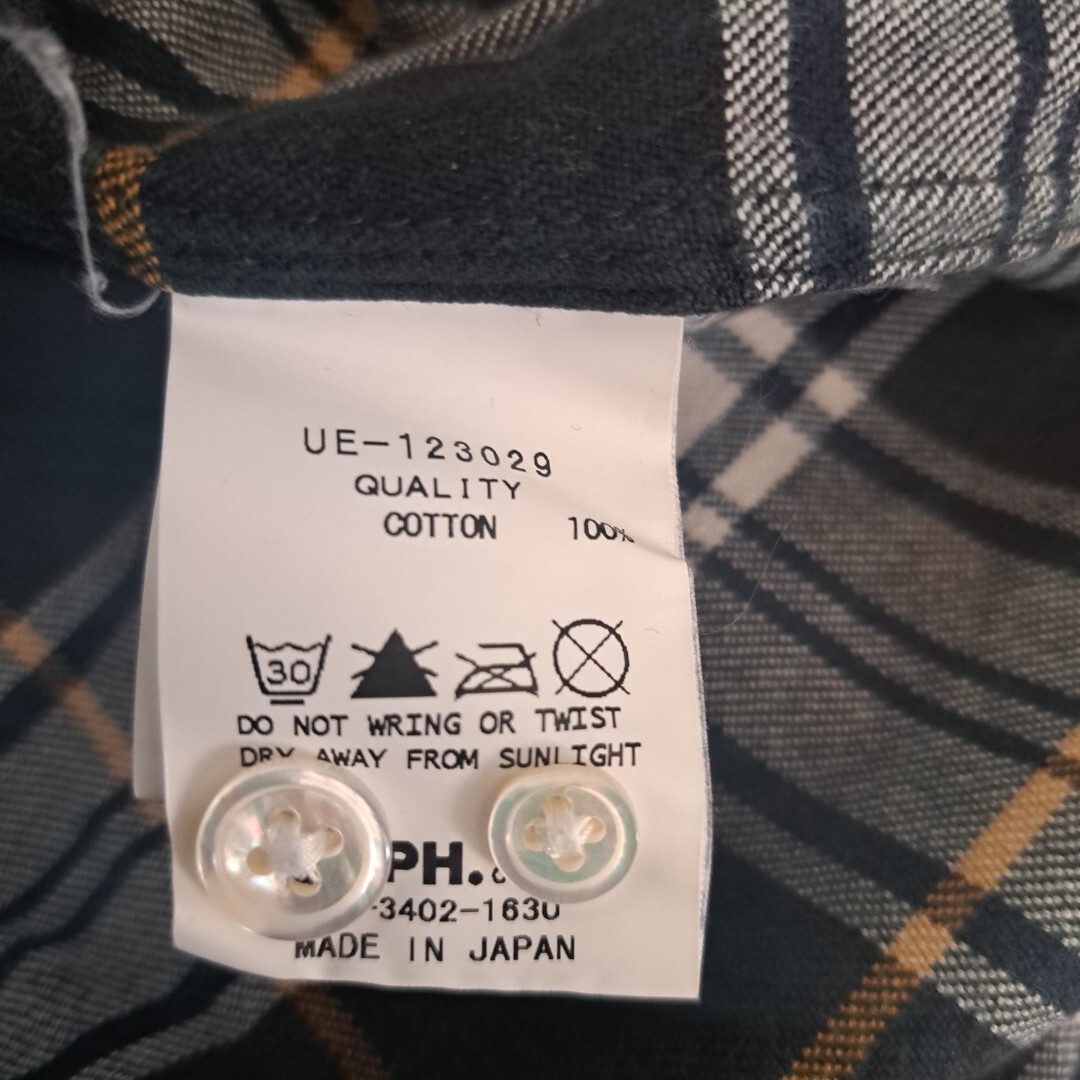 UE-123029
QUALITY
COTTON 100%
30
DO NOT WRING OR TWIST
DRY AWAY FROM SUNLIGHT
PH.
-3402-1630
MADE IN JAPAN